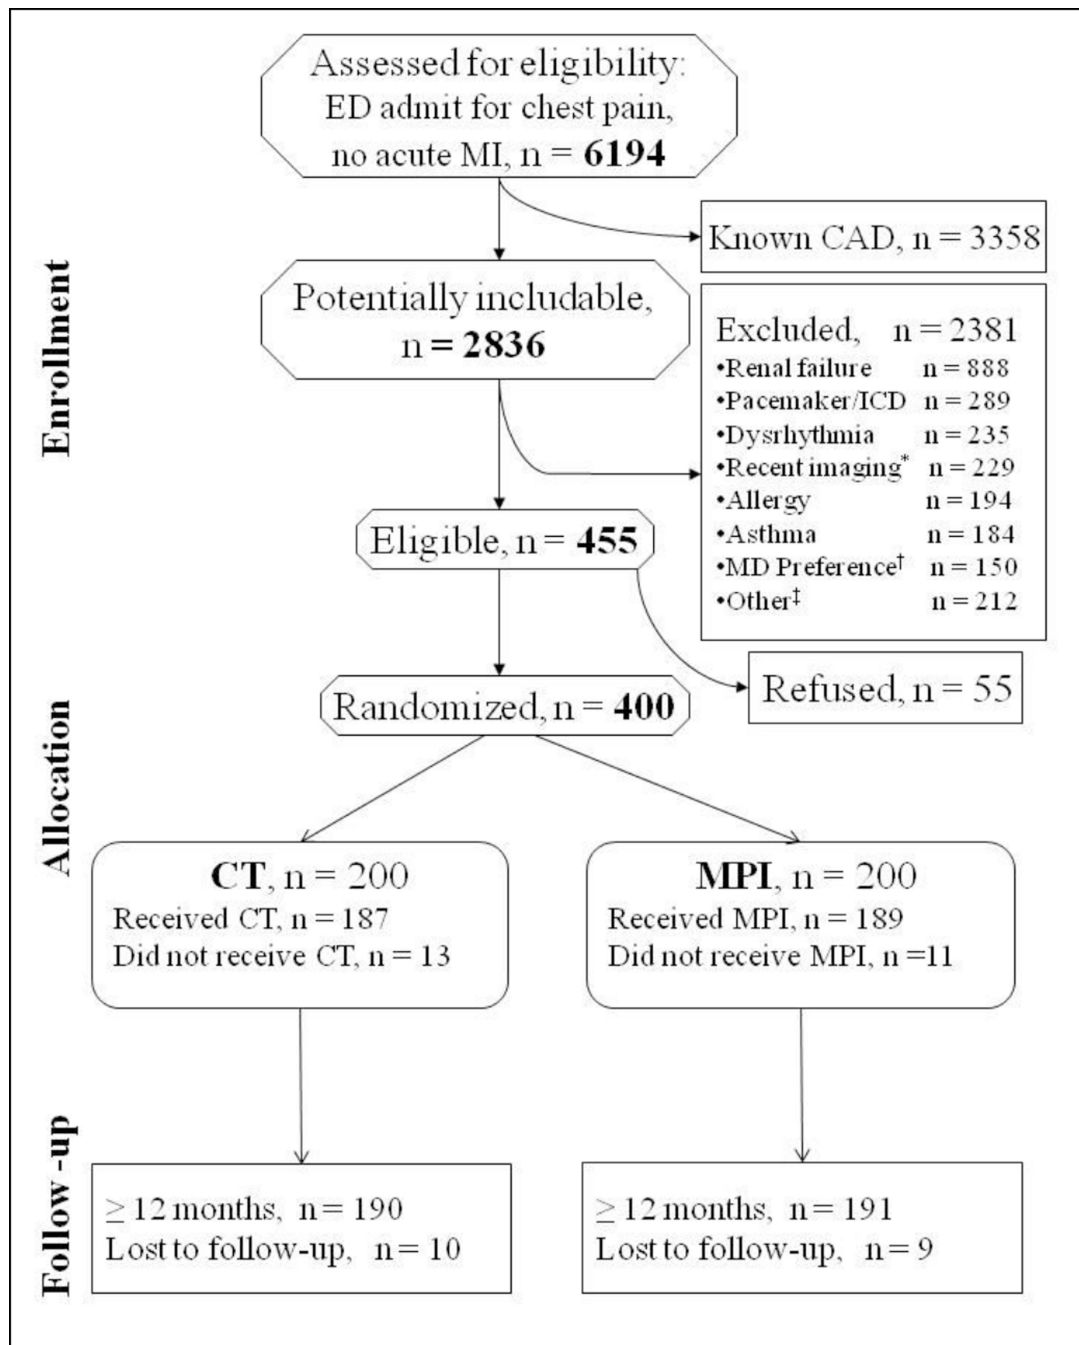 Assessed for eligibility:
ED admit for chest pain,
no acute MI, n = 6194
Known CAD, n = 3358
Enrollment
Potentially includable,
n = 2836
Excluded, n = 2381
•Renal failure n = 888
•Pacemaker/ICD n = 289
•Dysrhythmia n = 235
•Recent imaging* n = 229
•Allergy n = 194
•Asthma n = 184
•MD Preference† n = 150
•Other‡ n = 212
Eligible, n = 455
Refused, n = 55
Randomized, n = 400
Allocation
CT, n = 200
Received CT, n = 187
Did not receive CT, n = 13
MPI, n = 200
Received MPI, n = 189
Did not receive MPI, n =11
Follow -up
≥ 12 months, n = 190
Lost to follow-up, n = 10
≥ 12 months, n = 191
Lost to follow-up, n = 9